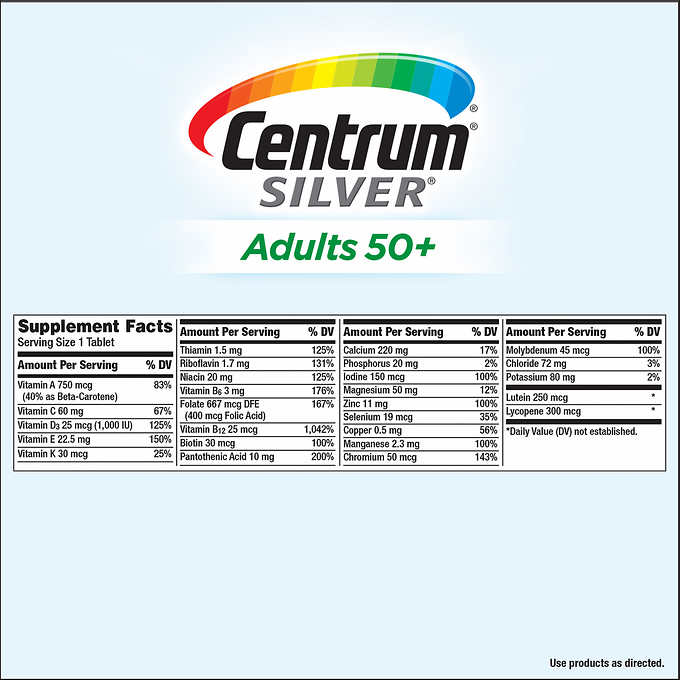 Centrum®
SILVER®
®
Adults 50+
Supplement Facts
Serving Size 1 Tablet
Amount Per Serving % DV
Vitamin A 750 mcg 83%
(40% as Beta-Carotene)
Vitamin C 60 mg 67%
Vitamin D3 25 mcg (1,000 IU) 125%
Vitamin E 22.5 mg 150%
Vitamin K 30 mcg 25%
Amount Per Serving % DV
Thiamin 1.5 mg 125%
Riboflavin 1.7 mg 131%
Niacin 20 mg 125%
Vitamin B6 3 mg 176%
Folate 667 mcg DFE 167%
(400 mcg Folic Acid)
Vitamin B12 25 mcg 1,042%
Biotin 30 mcg 100%
Pantothenic Acid 10 mg 200%
Amount Per Serving % DV
Calcium 220 mg 17%
Phosphorus 20 mg 2%
Iodine 150 mcg 100%
Magnesium 50 mg 12%
Zinc 11 mg 100%
Selenium 19 mcg 35%
Copper 0.5 mg 56%
Manganese 2.3 mg 100%
Chromium 50 mcg 143%
Amount Per Serving % DV
Molybdenum 45 mcg 100%
Chloride 72 mg 3%
Potassium 80 mg 2%
Lutein 250 mcg *
Lycopene 300 mcg *
*Daily Value (DV) not established.
Use products as directed.